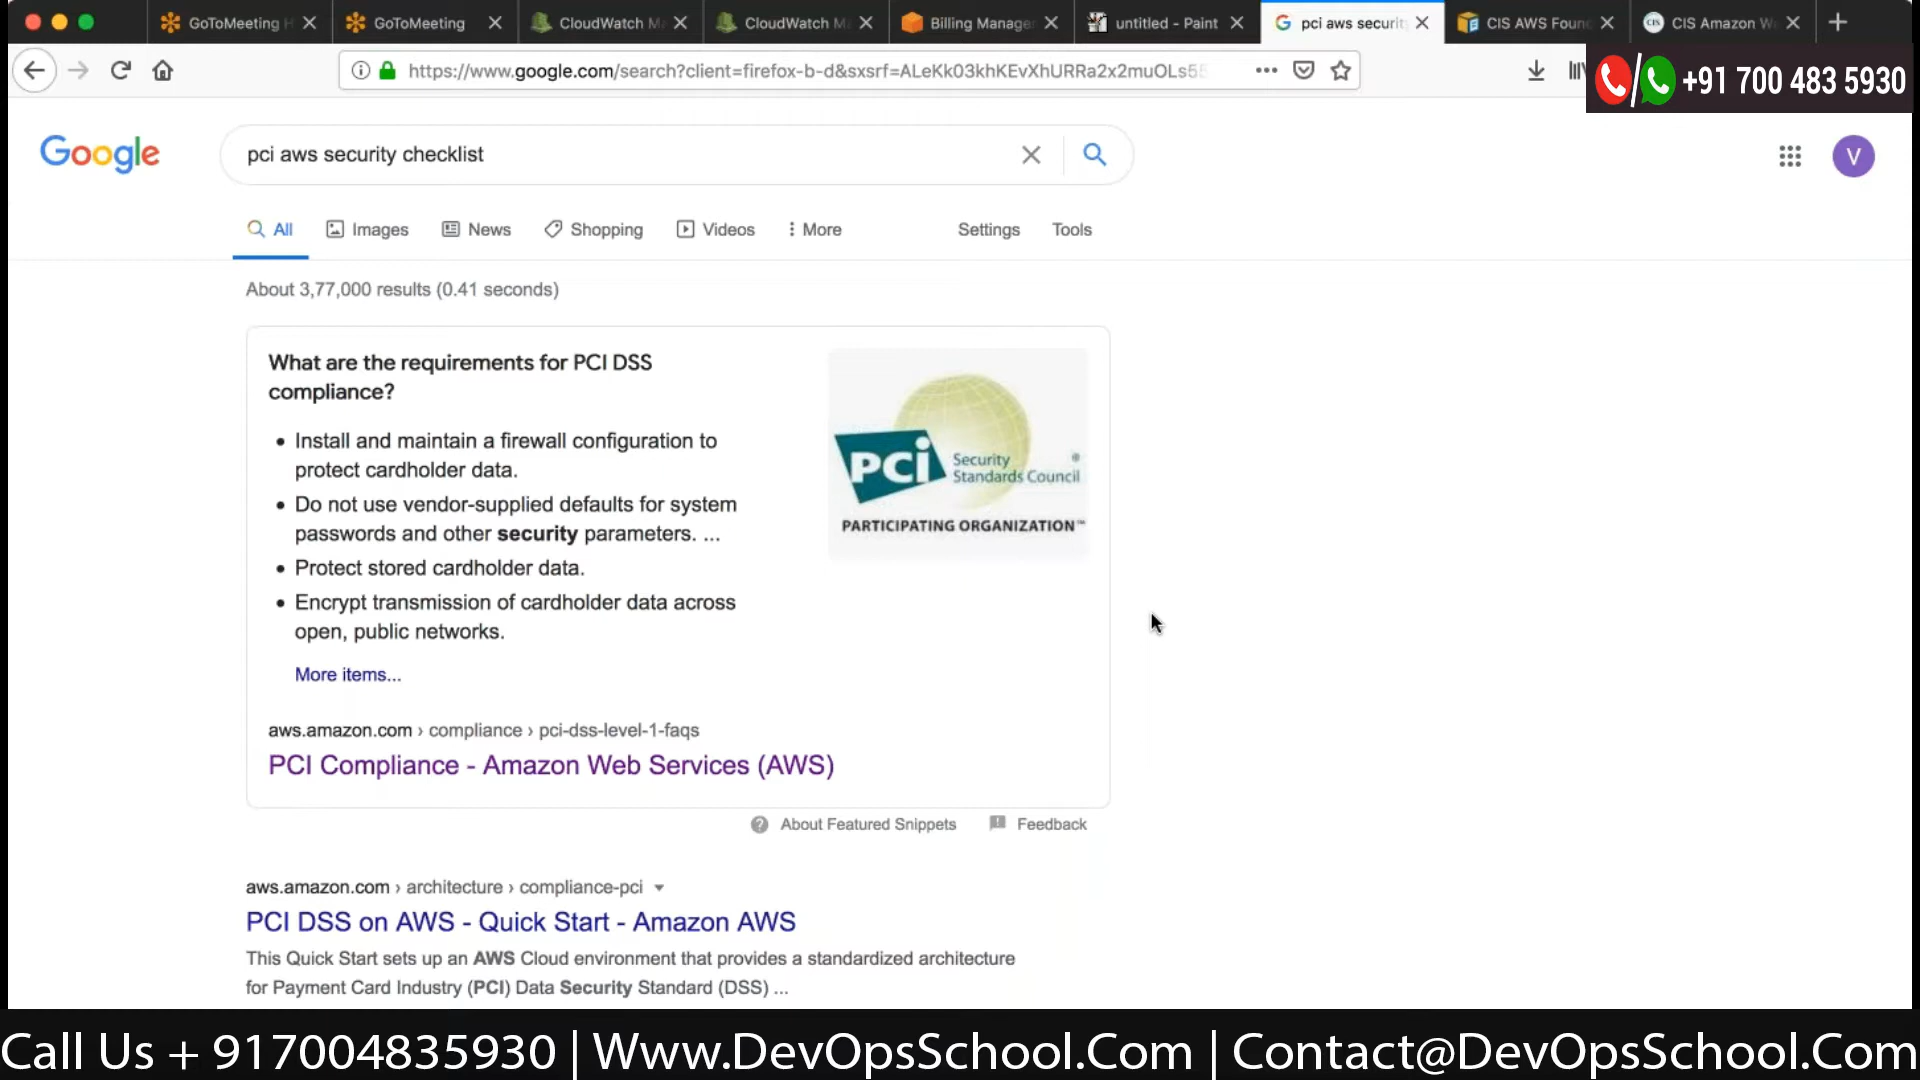 GoToMeeting
GoToMeeting
CloudWatch
CloudWatch
Billing Manage
untitled - Paint
pci aws securit
CIS AWS Foun
CIS Amazon W
https://www.google.com/search?client=firefox-b-d&sxsrf=ALeKk03khKEvXhURRa2x2muOLs5
+91 700 483 5930
Google
pci aws security checklist
V
All Images News Shopping Videos More Settings Tools
About 3,77,000 results (0.41 seconds)
What are the requirements for PCI DSS
compliance?
• Install and maintain a firewall configuration to
protect cardholder data.
• Do not use vendor-supplied defaults for system
passwords and other security parameters. ...
• Protect stored cardholder data.
• Encrypt transmission of cardholder data across
open, public networks.
More items...
PCi Security
Standards Council ®
PARTICIPATING ORGANIZATION™
aws.amazon.com › compliance › pci-dss-level-1-faqs
PCI Compliance - Amazon Web Services (AWS)
About Featured Snippets Feedback
aws.amazon.com › architecture › compliance-pci
PCI DSS on AWS - Quick Start - Amazon AWS
This Quick Start sets up an AWS Cloud environment that provides a standardized architecture
for Payment Card Industry (PCI) Data Security Standard (DSS) ...
Call Us + 917004835930 | Www.DevOpsSchool.Com | Contact@DevOpsSchool.Com